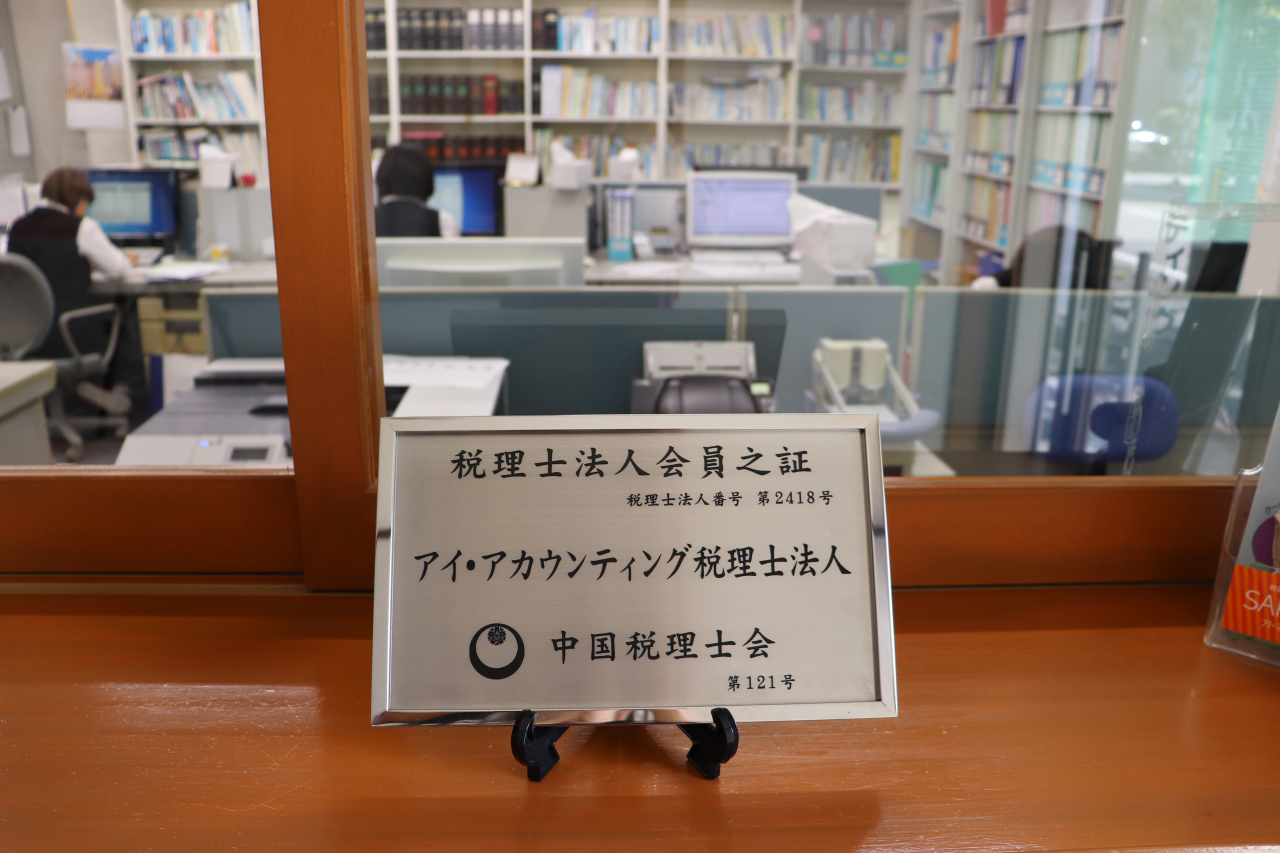 税理士法人会員之証
税理士法人番号 第2418号
アイ・アカウンティング税理士法人
中国税理士会
第121号